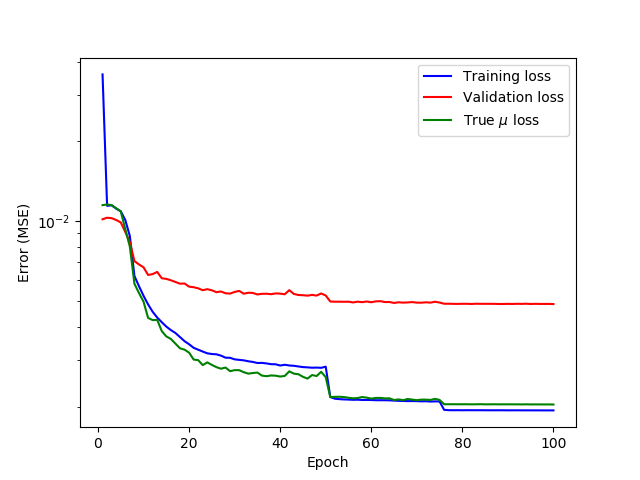 Training loss
Validation loss
True μ loss
Error (MSE)
10⁻²
0 20 40 60 80 100
Epoch